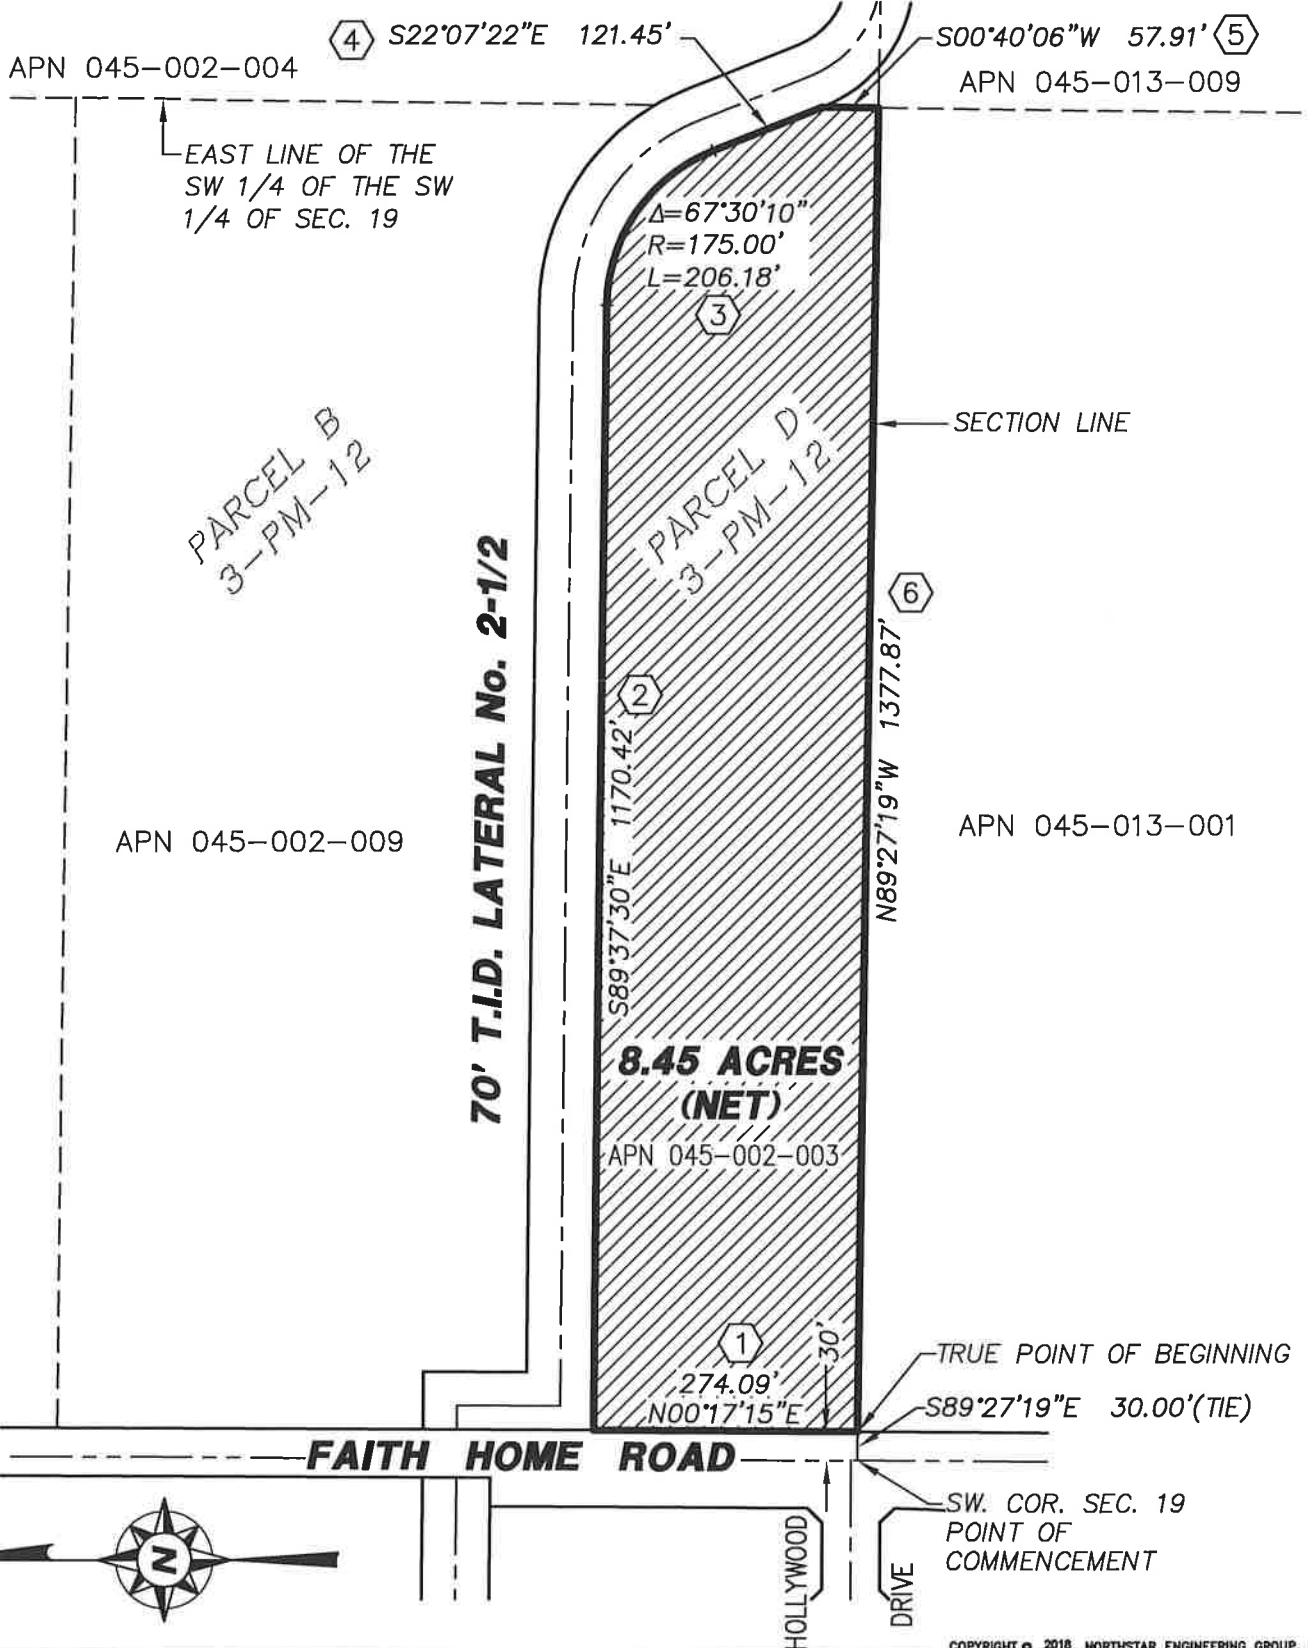 4 S22°07'22"E 121.45'
S00°40'06"W 57.91' 5
APN 045-002-004
APN 045-013-009
EAST LINE OF THE
SW 1/4 OF THE SW
1/4 OF SEC. 19
Δ=67°30'10"
R=175.00'
L=206.18'
3
SECTION LINE
PARCEL B
3-PM-12
PARCEL D
3-PM-12
6
N89°27'19"W 1377.87'
2
S89°37'30"E 1170.42'
70' T.I.D. LATERAL No. 2-1/2
APN 045-002-009
APN 045-013-001
8.45 ACRES
(NET)
APN 045-002-003
1
274.09'
N00°17'15"E
30'
TRUE POINT OF BEGINNING
S89°27'19"E 30.00'(TIE)
FAITH HOME ROAD
SW. COR. SEC. 19
POINT OF
COMMENCEMENT
N
HOLLYWOOD
DRIVE
COPYRIGHT © 2018 NORTHSTAR ENGINEERING GROUP